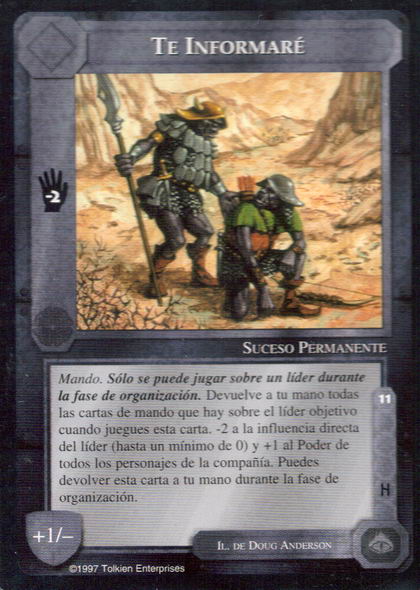 Te Informaré
-2
Suceso Permanente
Mando. Sólo se puede jugar sobre un líder durante
la fase de organización. Devuelve a tu mano todas
las cartas de mando que hay sobre el líder objetivo
cuando juegues esta carta. -2 a la influencia directa
del líder (hasta un mínimo de 0) y +1 al Poder de
todos los personajes de la compañía. Puedes
devolver esta carta a tu mano durante la fase de
organización.
11
H
+1/–
Il. de Doug Anderson
©1997 Tolkien Enterprises